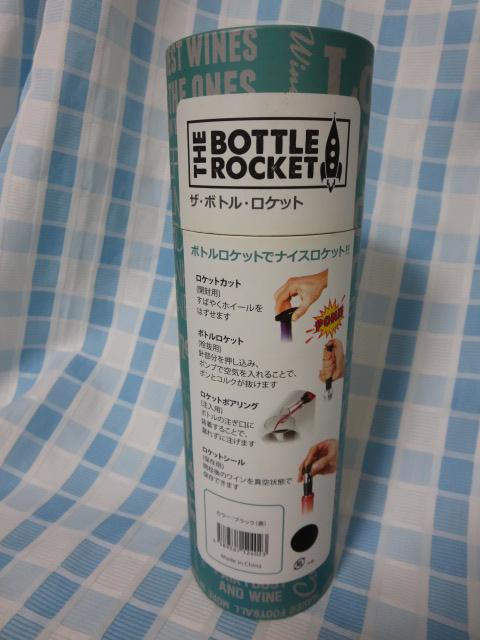 BEST WINES
THE ONES
THE BOTTLE
ROCKET
ザ・ボトル・ロケット
ボトルロケットでナイスロケット!!
ロケットカット
(開封用)
すばやくホイールを
はずせます
ボトルロケット
(栓抜用)
針部分を押し込み、
ポンプで空気を入れることで、
ポンとコルクが抜けます
ロケットポアリング
(注入用)
ボトルの注ぎ口に
装着することで、
漏れずに注げます
ロケットシール
(保存用)
開栓後のワインを真空状態で
保存できます
カラー:ブラック(黒)
Made in China
AND WINE
FOOTBALL